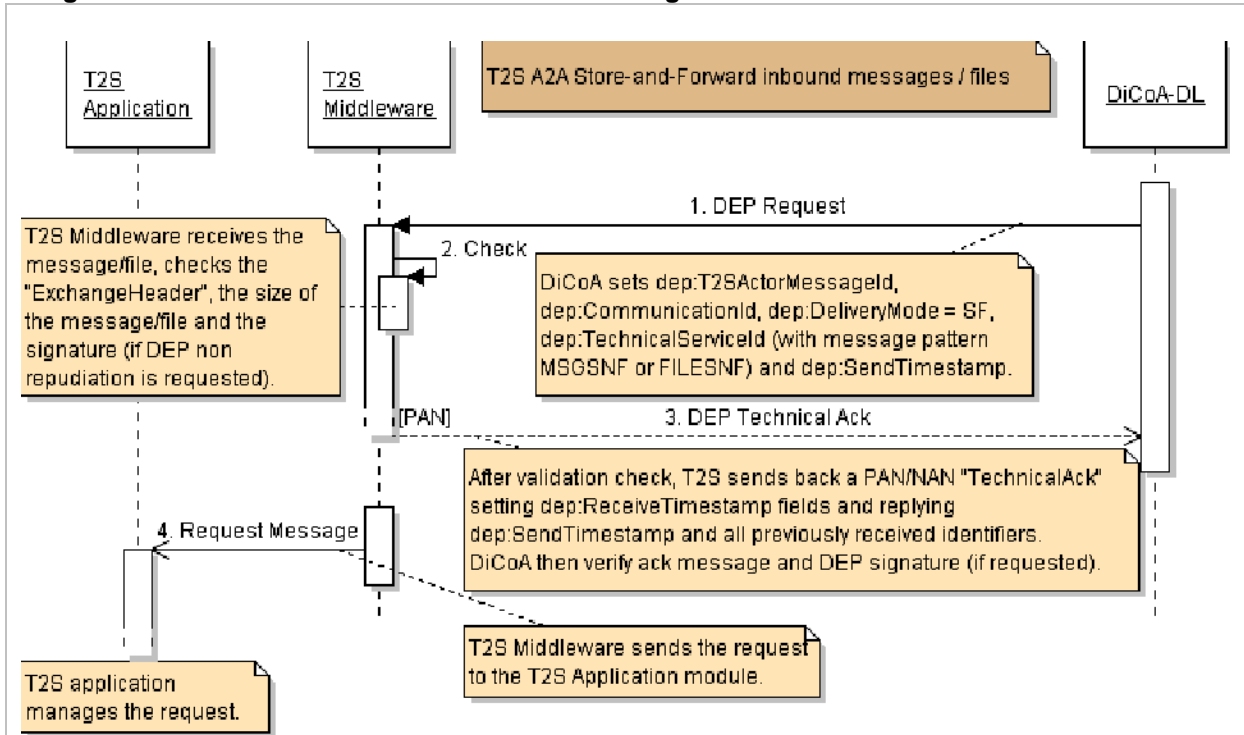 T2S
Application
T2S
Middleware
T2S A2A Store-and-Forward inbound messages / files
DiCoA-DL
1. DEP Request
T2S Middleware receives the
message/file, checks the
"ExchangeHeader", the size of
the message/file and the
signature (if DEP non
repudiation is requested).
2. Check
DiCoA sets dep:T2SActorMessageId,
dep:CommunicationId, dep:DeliveryMode = SF,
dep:TechnicalServiceId (with message pattern
MSGSNF or FILESNF) and dep:SendTimestamp.
[PAN]
3. DEP Technical Ack
After validation check, T2S sends back a PAN/NAN "TechnicalAck"
setting dep:ReceiveTimestamp fields and replying
dep:SendTimestamp and all previously received identifiers.
DiCoA then verify ack message and DEP signature (if requested).
4. Request Message
T2S Middleware sends the request
to the T2S Application module.
T2S application
manages the request.